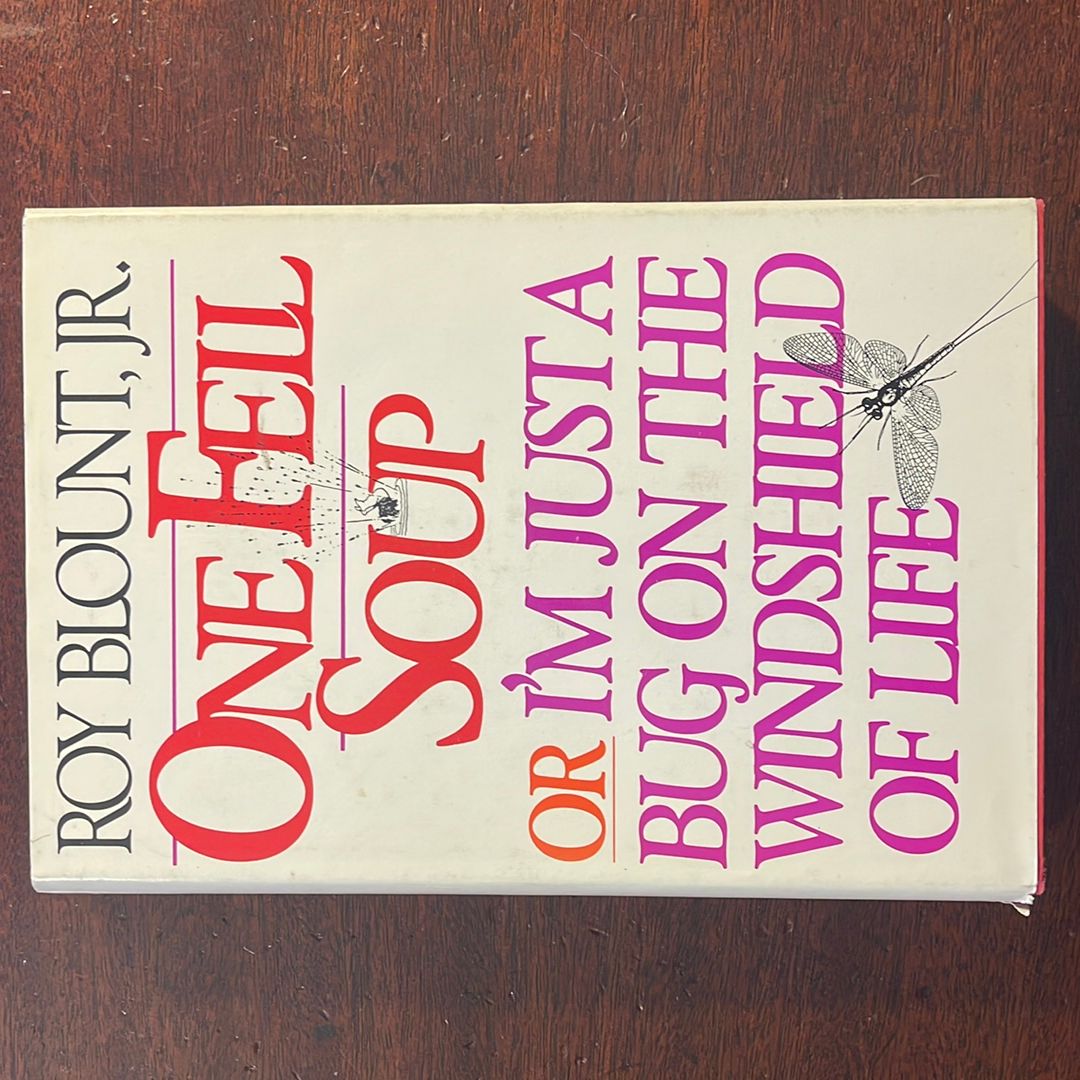 ROY BLOUNT, JR.
ONE FELL
SOUP
OR I'M JUST A
BUG ON THE
WINDSHIELD
OF LIFE